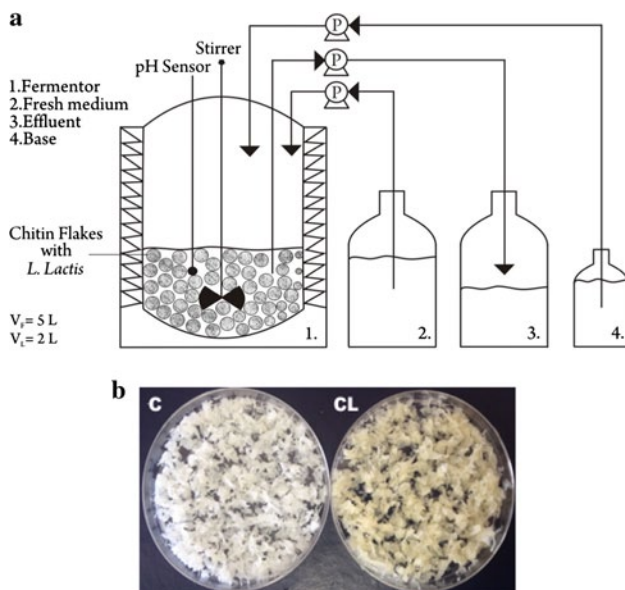 a
Stirrer
pH Sensor
1.Fermentor
2.Fresh medium
3.Effluent
4.Base
P
P
P
Chitin Flakes
with
L. Lactis
V_F= 5 L
V_L= 2 L
1.
2.
3.
4.
b
C
CL